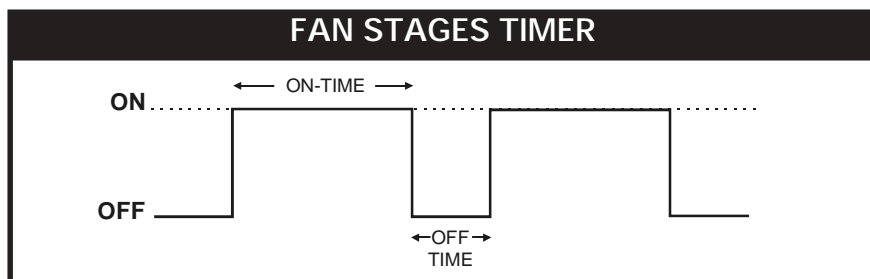 FAN STAGES TIMER
ON-TIME
ON
OFF
OFF
TIME